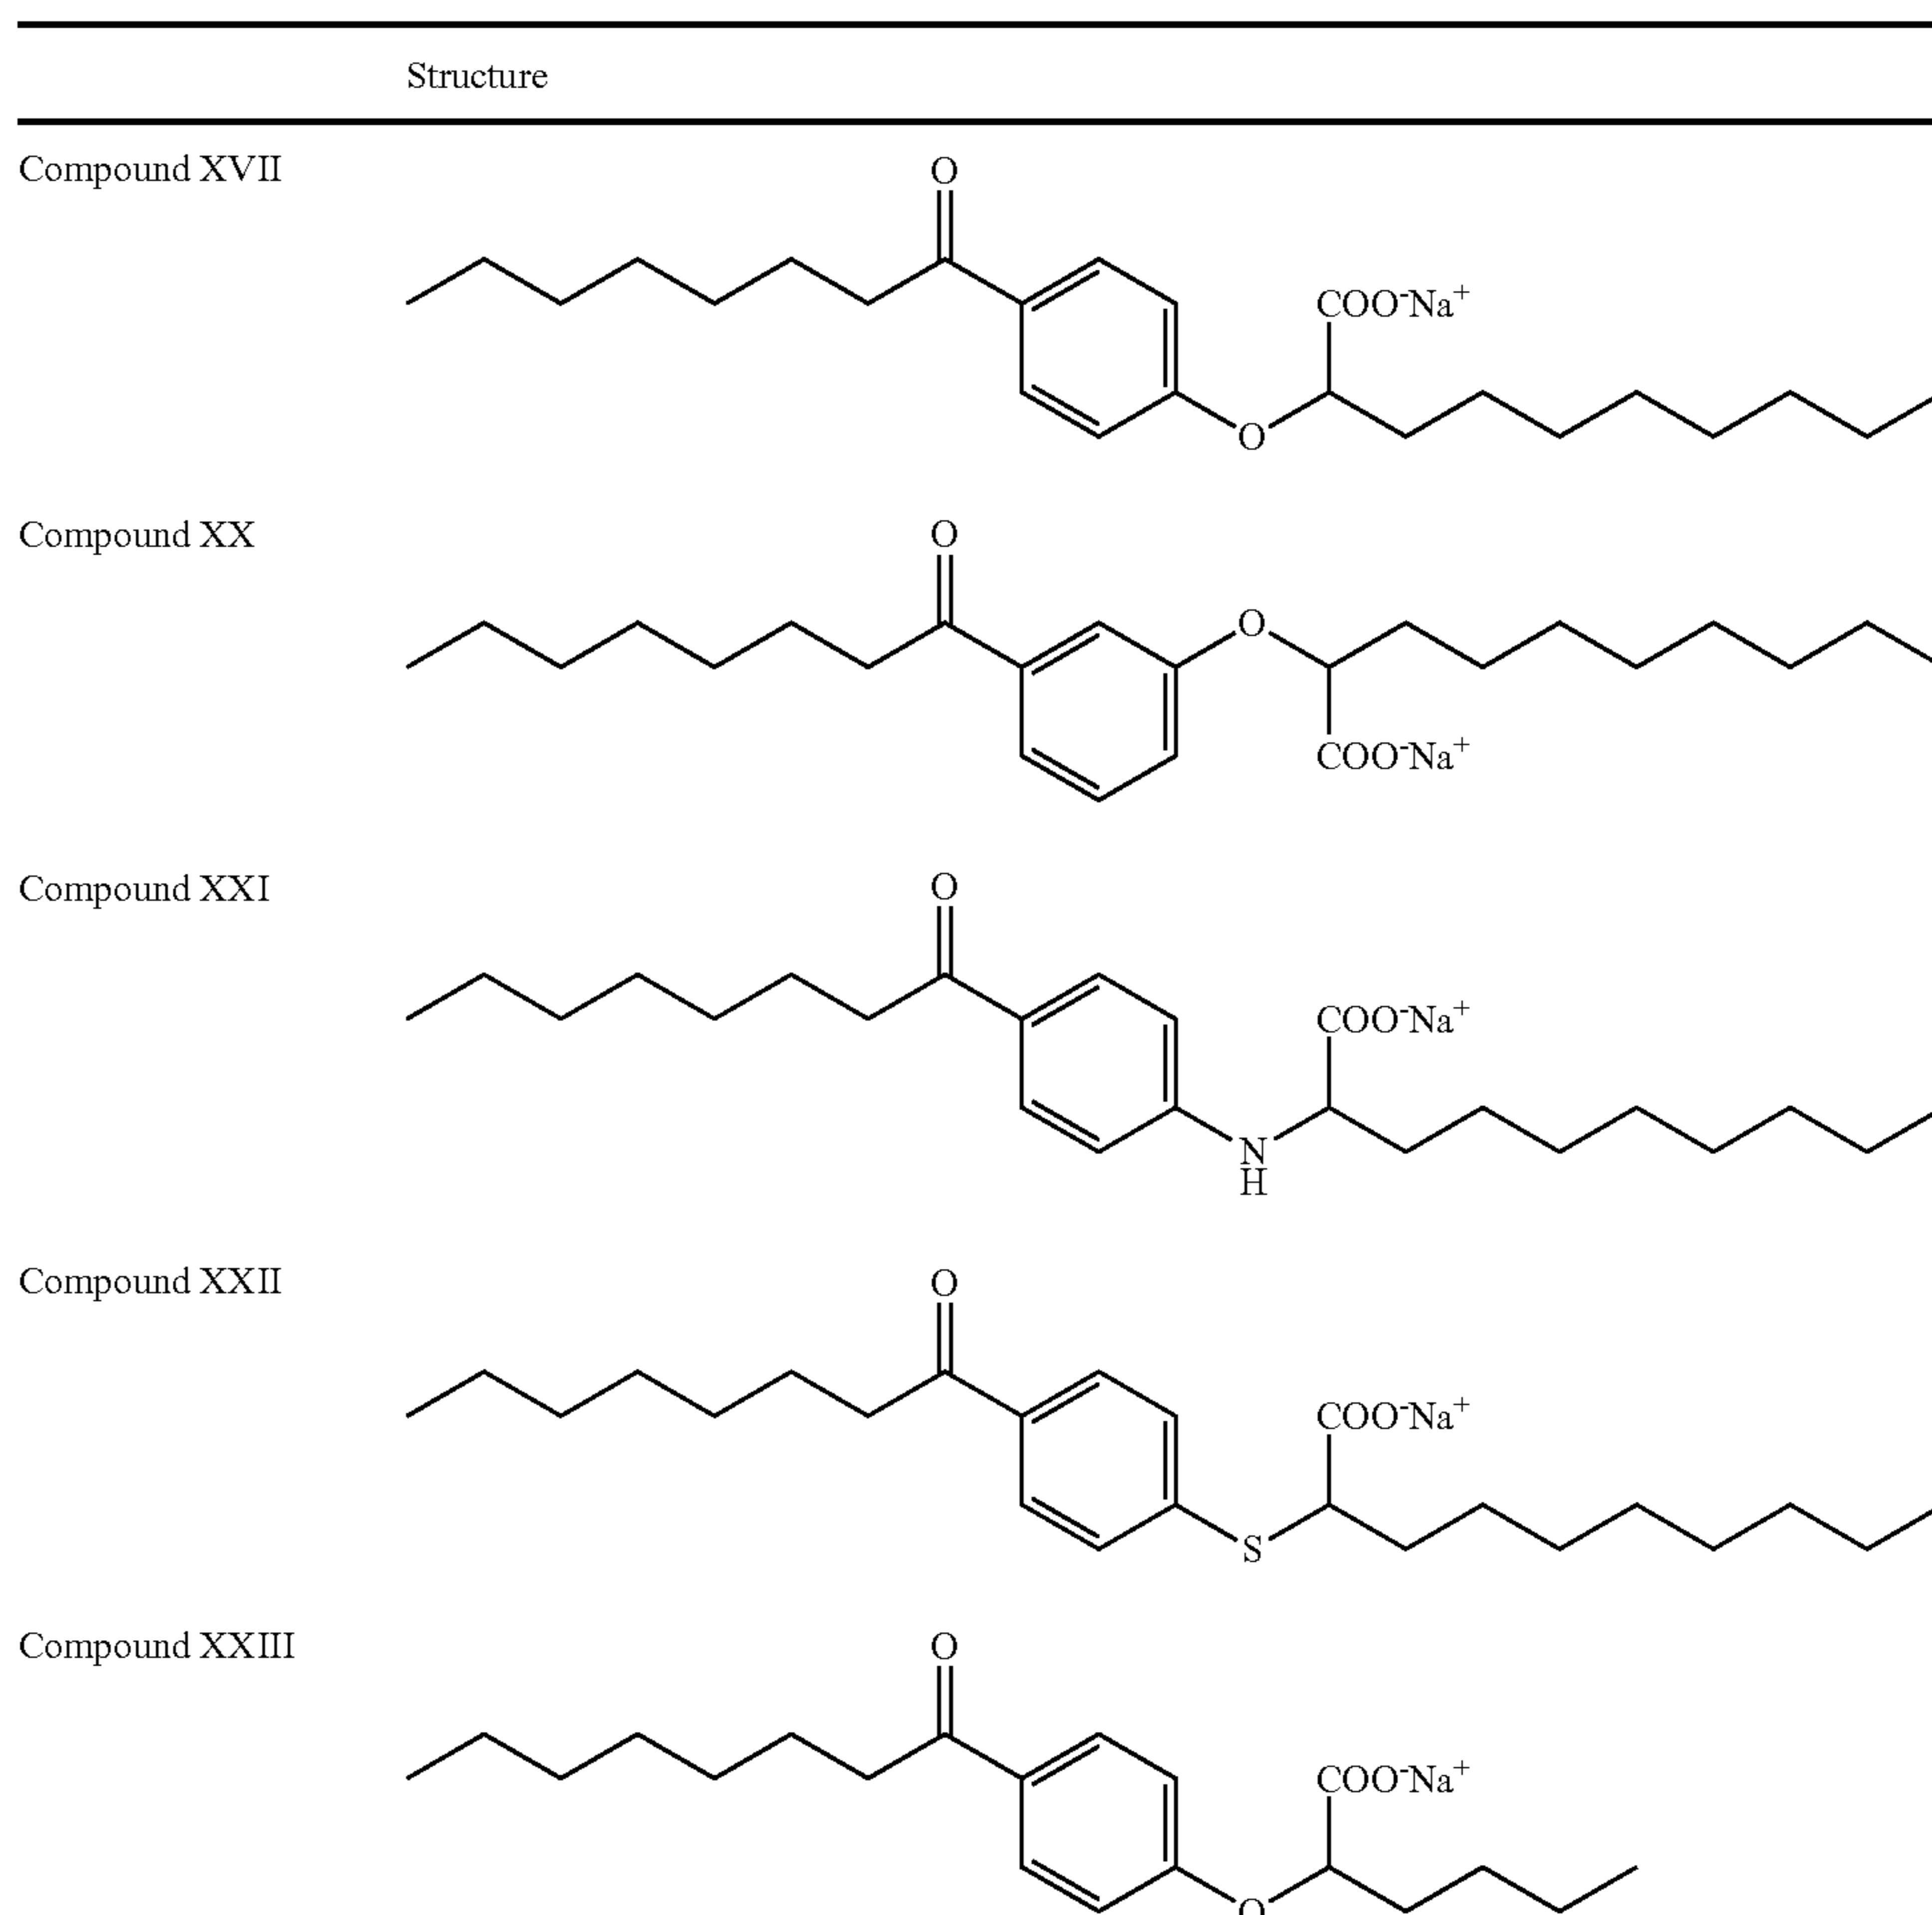 Structure
Compound XVII
O
COO-Na+
O
Compound XX
O
O
COO-Na+
Compound XXI
O
COO-Na+
N
H
Compound XXII
O
COO-Na+
S
Compound XXIII
O
COO-Na+
O